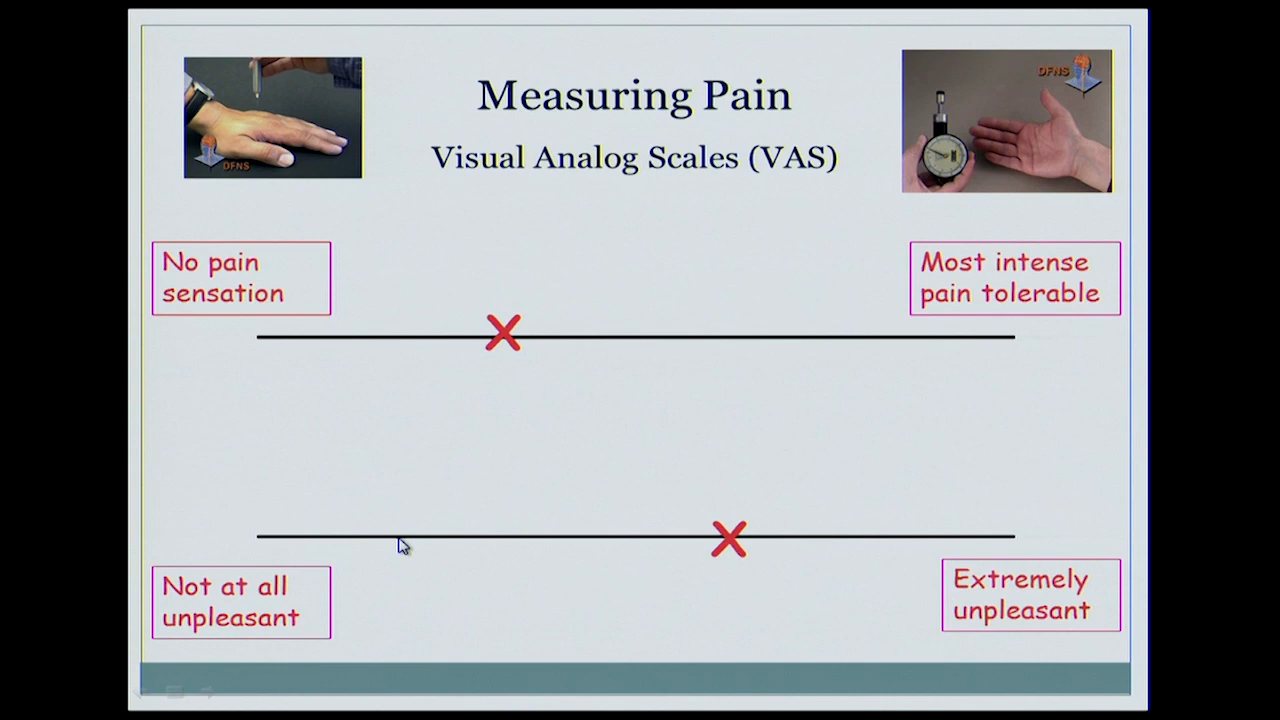 Measuring Pain
Visual Analog Scales (VAS)
DFNS
DFNS
No pain
sensation
Most intense
pain tolerable
Not at all
unpleasant
Extremely
unpleasant